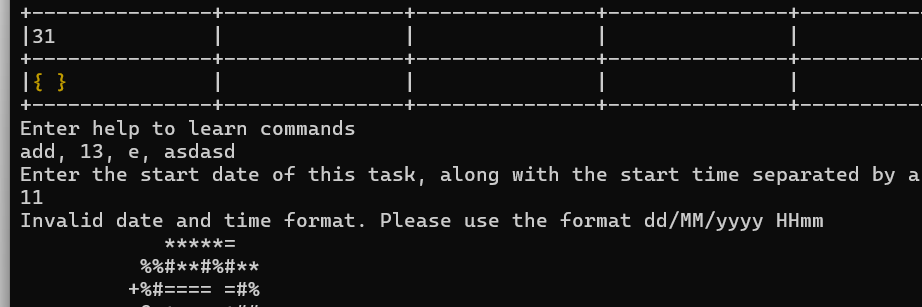 +---------------+---------------+---------------+---------------+-----------
|31             |               |               |               |
+---------------+---------------+---------------+---------------+-----------
|{ }            |               |               |               |
+---------------+---------------+---------------+---------------+-----------
Enter help to learn commands
add, 13, e, asdasd
Enter the start date of this task, along with the start time separated by a
11
Invalid date and time format. Please use the format dd/MM/yyyy HHmm
            *****=
          %%#**#%#**
         +%#==== =#%